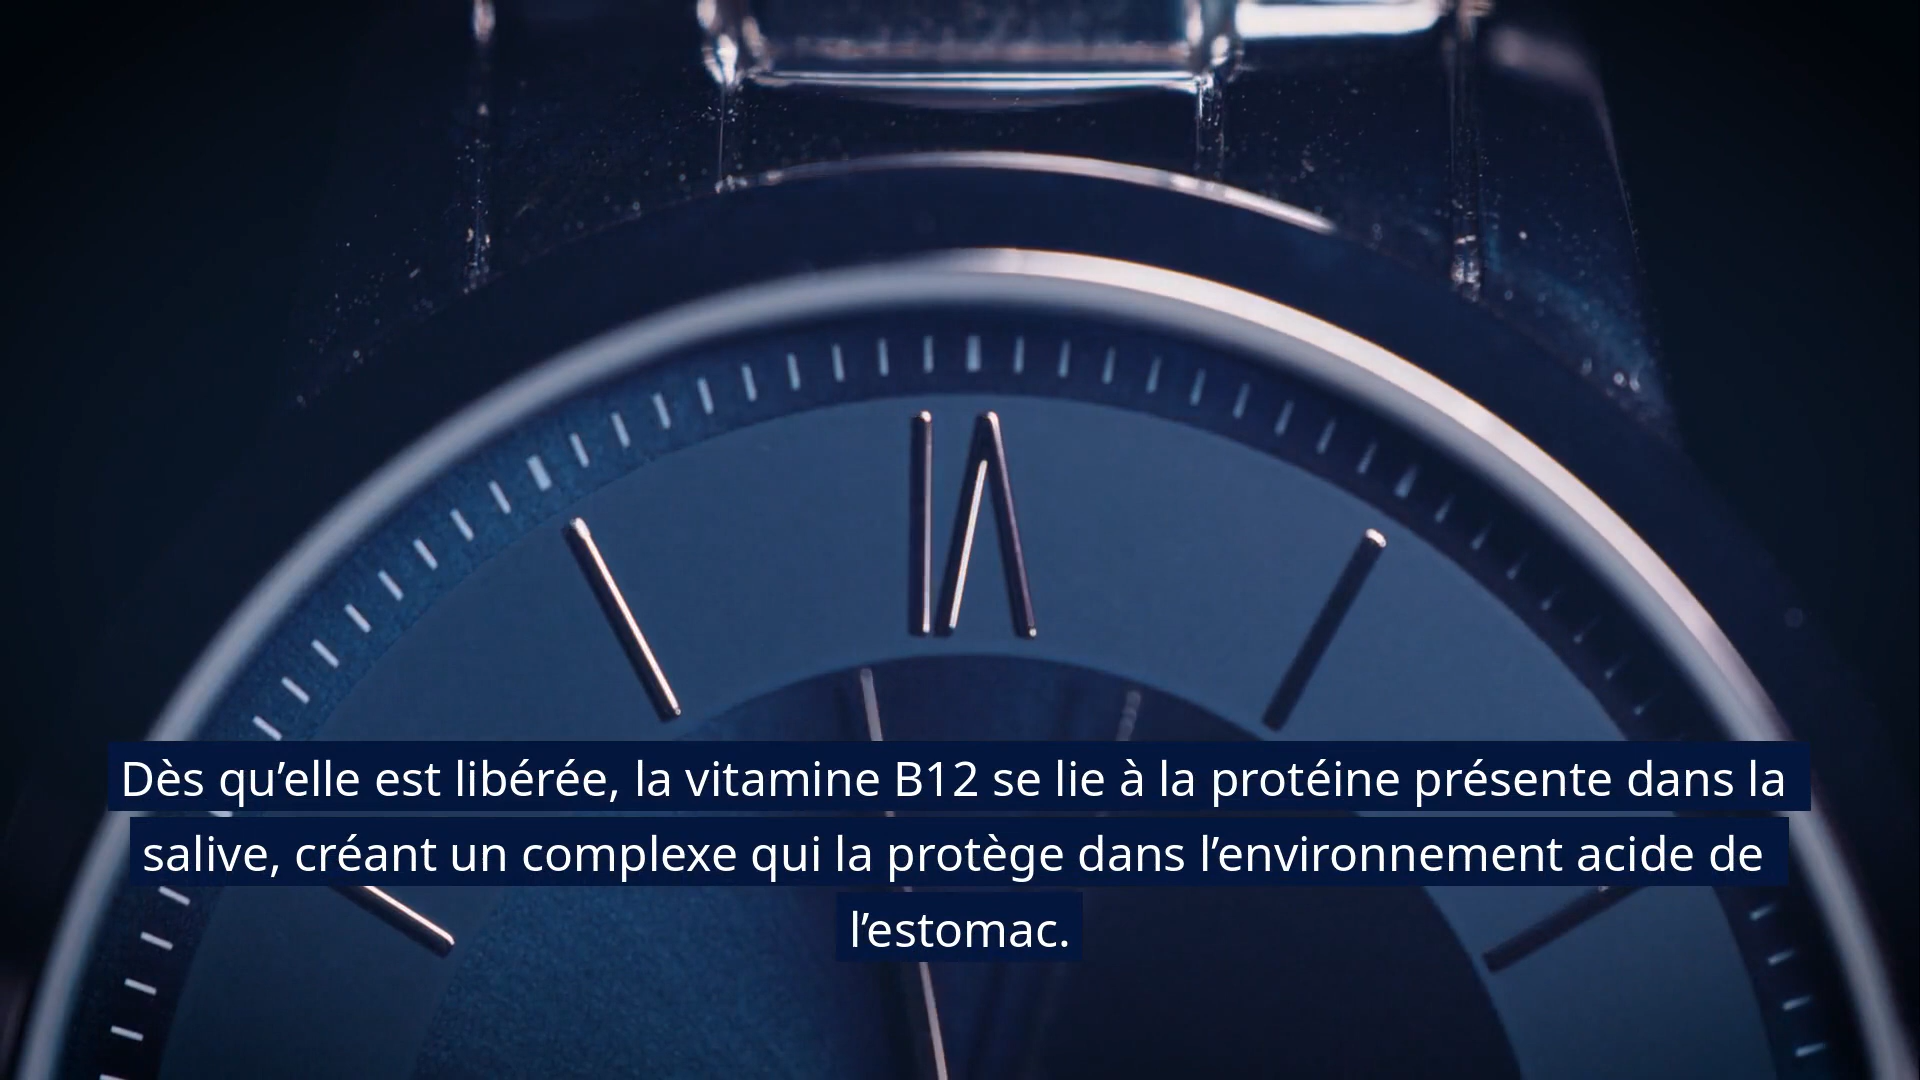 Dès qu’elle est libérée, la vitamine B12 se lie à la protéine présente dans la
salive, créant un complexe qui la protège dans l’environnement acide de
l’estomac.